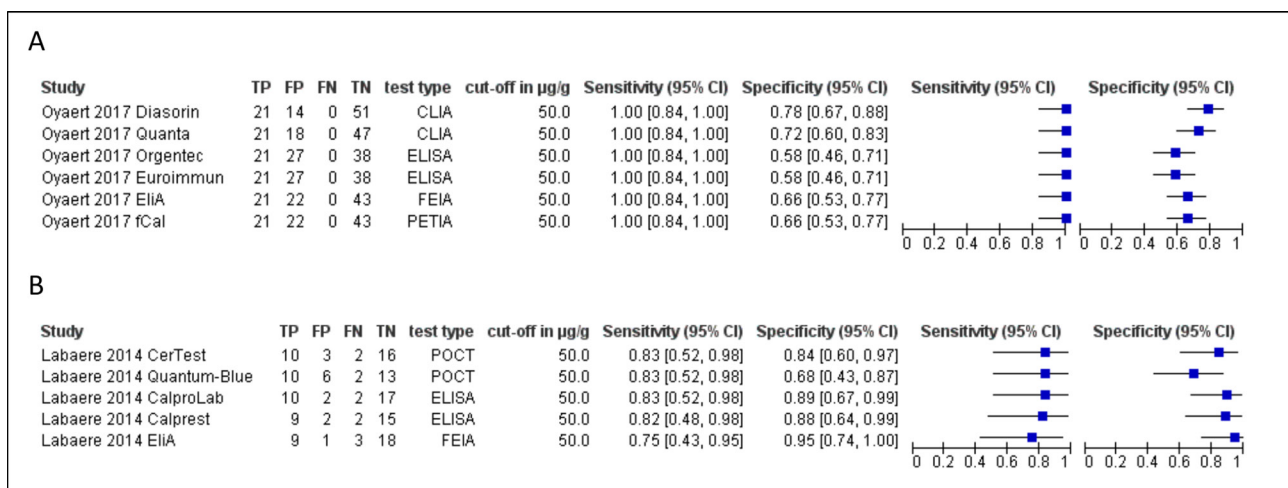 A
Study TP FP FN TN test type cut-off in µg/g Sensitivity (95% CI) Specificity (95% CI) Sensitivity (95% CI) Specificity (95% CI)
Oyaert 2017 Diasorin 21 14 0 51 CLIA 50.0 1.00 [0.84, 1.00] 0.78 [0.67, 0.88]
Oyaert 2017 Quanta 21 18 0 47 CLIA 50.0 1.00 [0.84, 1.00] 0.72 [0.60, 0.83]
Oyaert 2017 Orgentec 21 27 0 38 ELISA 50.0 1.00 [0.84, 1.00] 0.58 [0.46, 0.71]
Oyaert 2017 Euroimmun 21 27 0 38 ELISA 50.0 1.00 [0.84, 1.00] 0.58 [0.46, 0.71]
Oyaert 2017 EliA 21 22 0 43 FEIA 50.0 1.00 [0.84, 1.00] 0.66 [0.53, 0.77]
Oyaert 2017 fCal 21 22 0 43 PETIA 50.0 1.00 [0.84, 1.00] 0.66 [0.53, 0.77]
0 0.2 0.4 0.6 0.8 1 0 0.2 0.4 0.6 0.8 1
B
Study TP FP FN TN test type cut-off in µg/g Sensitivity (95% CI) Specificity (95% CI) Sensitivity (95% CI) Specificity (95% CI)
Labaere 2014 CerTest 10 3 2 16 POCT 50.0 0.83 [0.52, 0.98] 0.84 [0.60, 0.97]
Labaere 2014 Quantum-Blue 10 6 2 13 POCT 50.0 0.83 [0.52, 0.98] 0.68 [0.43, 0.87]
Labaere 2014 CalproLab 10 2 2 17 ELISA 50.0 0.83 [0.52, 0.98] 0.89 [0.67, 0.99]
Labaere 2014 Calprest 9 2 2 15 ELISA 50.0 0.82 [0.48, 0.98] 0.88 [0.64, 0.99]
Labaere 2014 EliA 9 1 3 18 FEIA 50.0 0.75 [0.43, 0.95] 0.95 [0.74, 1.00]
0 0.2 0.4 0.6 0.8 1 0 0.2 0.4 0.6 0.8 1